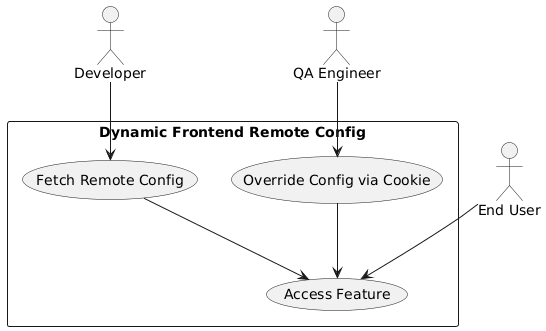 Developer
QA Engineer
Dynamic Frontend Remote Config
Fetch Remote Config
Override Config via Cookie
End User
Access Feature